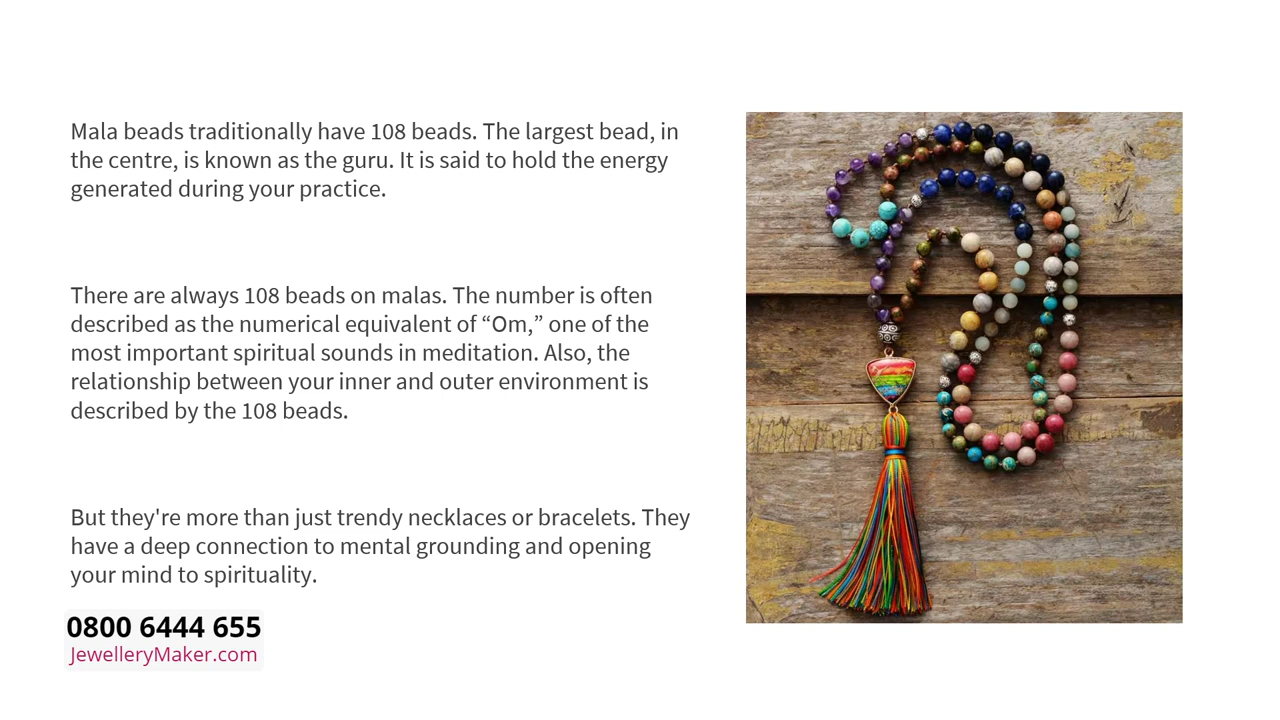 Mala beads traditionally have 108 beads. The largest bead, in
the centre, is known as the guru. It is said to hold the energy
generated during your practice.
There are always 108 beads on malas. The number is often
described as the numerical equivalent of “Om,” one of the
most important spiritual sounds in meditation. Also, the
relationship between your inner and outer environment is
described by the 108 beads.
But they're more than just trendy necklaces or bracelets. They
have a deep connection to mental grounding and opening
your mind to spirituality.
0800 6444 655
JewelleryMaker.com